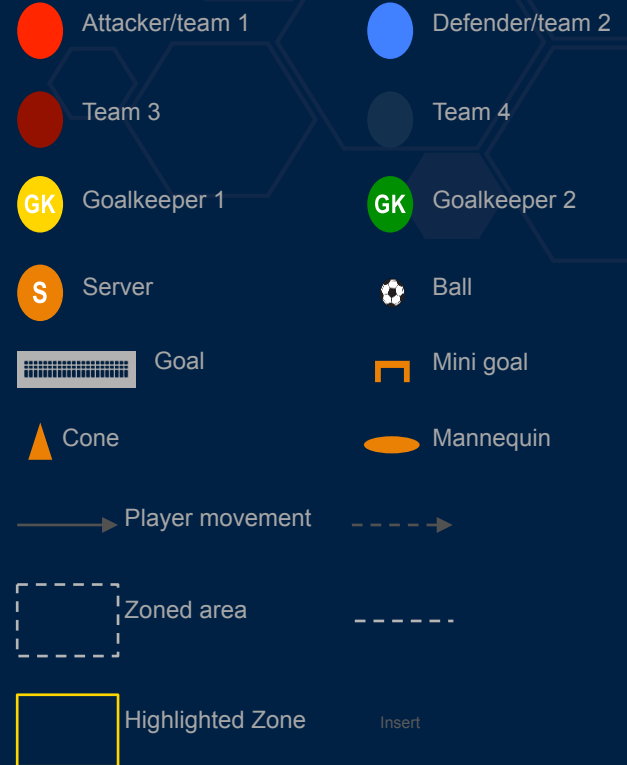 Attacker/team 1
Defender/team 2
Team 3
Team 4
GK Goalkeeper 1
GK Goalkeeper 2
S Server
Ball
Goal
Mini goal
Cone
Mannequin
Player movement
Zoned area
Highlighted Zone
Insert